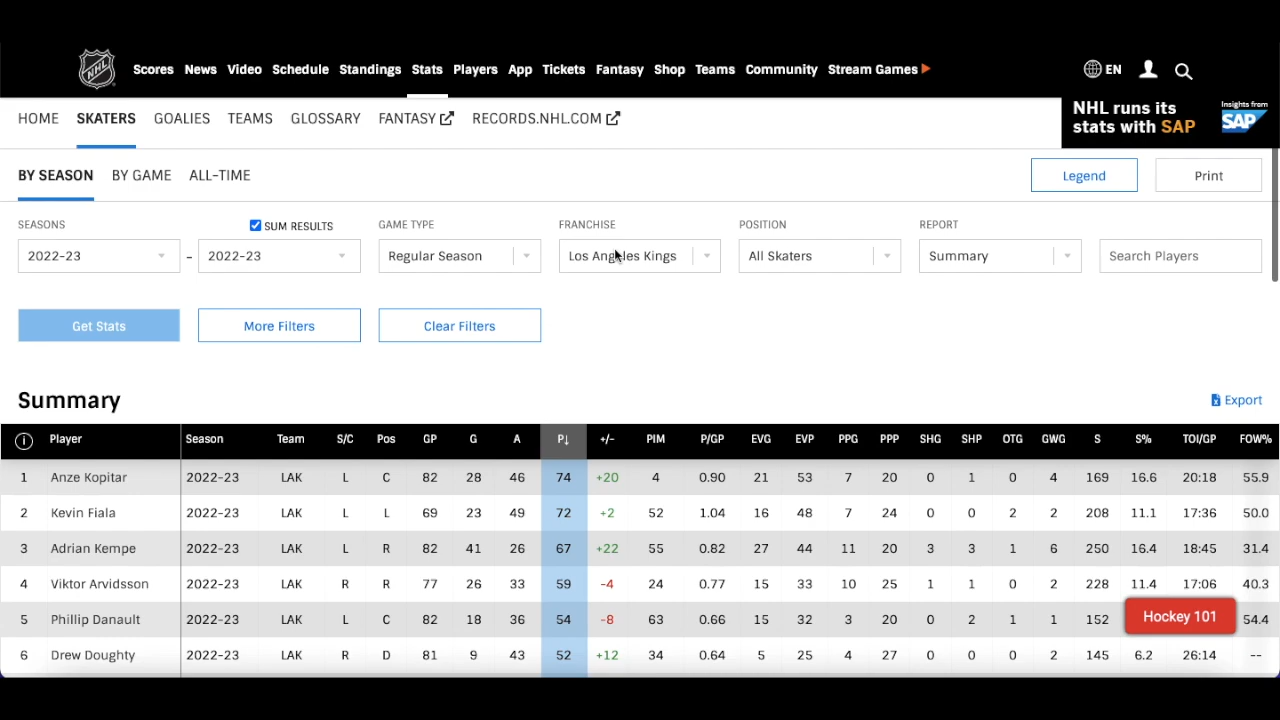 NHL Scores News Video Schedule Standings Stats Players App Tickets Fantasy Shop Teams Community Stream Games EN
HOME SKATERS GOALIES TEAMS GLOSSARY FANTASY RECORDS.NHL.COM
NHL runs its
stats with SAP
Insights from
SAP
BY SEASON BY GAME ALL-TIME Legend Print
SEASONS SUM RESULTS GAME TYPE FRANCHISE POSITION REPORT
2022-23 – 2022-23 Regular Season Los Angeles Kings All Skaters Summary Search Players
Get Stats More Filters Clear Filters
Summary Export
i Player Season Team S/C Pos GP G A P↓ +/- PIM P/GP EVG EVP PPG PPP SHG SHP OTG GWG S S% TOI/GP FOW%
1 Anze Kopitar 2022-23 LAK L C 82 28 46 74 +20 4 0.90 21 53 7 20 0 1 0 4 169 16.6 20:18 55.9
2 Kevin Fiala 2022-23 LAK L L 69 23 49 72 +2 52 1.04 16 48 7 24 0 0 2 2 208 11.1 17:36 50.0
3 Adrian Kempe 2022-23 LAK L R 82 41 26 67 +22 55 0.82 27 44 11 20 3 3 1 6 250 16.4 18:45 31.4
4 Viktor Arvidsson 2022-23 LAK R R 77 26 33 59 -4 24 0.77 15 33 10 25 1 1 0 2 228 11.4 17:06 40.3
5 Phillip Danault 2022-23 LAK L C 82 18 36 54 -8 63 0.66 15 32 3 20 0 2 1 1 152 54.4
Hockey 101
6 Drew Doughty 2022-23 LAK R D 81 9 43 52 +12 34 0.64 5 25 4 27 0 0 0 2 145 6.2 26:14 --